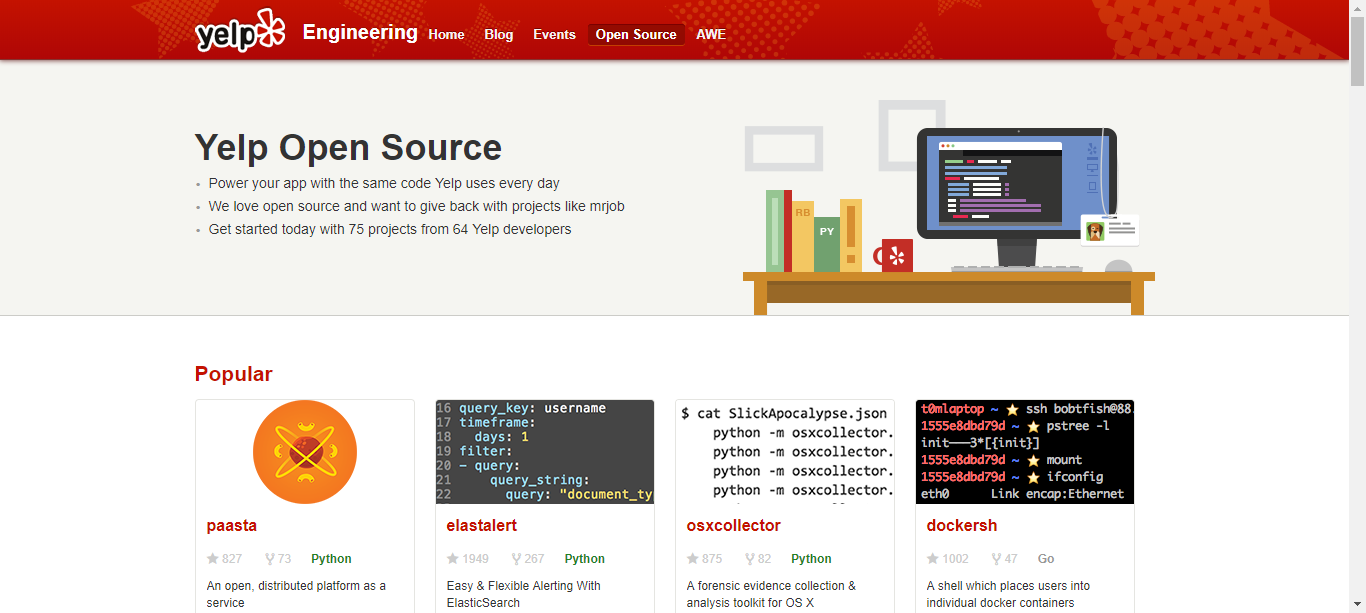 yelp
Engineering
Home
Blog
Events
Open Source
AWE
Yelp Open Source
Power your app with the same code Yelp uses every day
We love open source and want to give back with projects like mrjob
Get started today with 75 projects from 64 Yelp developers
RB
PY
Popular
16 query_key: username
17 timeframe:
18 days: 1
19 filter:
20 - query:
21 query_string:
22 query: "document_ty
$ cat SlickApocalypse.json
python -m osxcollector.
python -m osxcollector.
python -m osxcollector.
python -m osxcollector.
t0mlaptop ~ ⭐ ssh bobtfish@88.
1555e8dbd79d ~ ⭐ pstree -l
init───3*[{init}]
1555e8dbd79d ~ ⭐ mount
1555e8dbd79d ~ ⭐ ifconfig
eth0 Link encap:Ethernet
paasta
827 73 Python
An open, distributed platform as a
service
elastalert
1949 267 Python
Easy & Flexible Alerting With
ElasticSearch
osxcollector
875 82 Python
A forensic evidence collection &
analysis toolkit for OS X
dockersh
1002 47 Go
A shell which places users into
individual docker containers